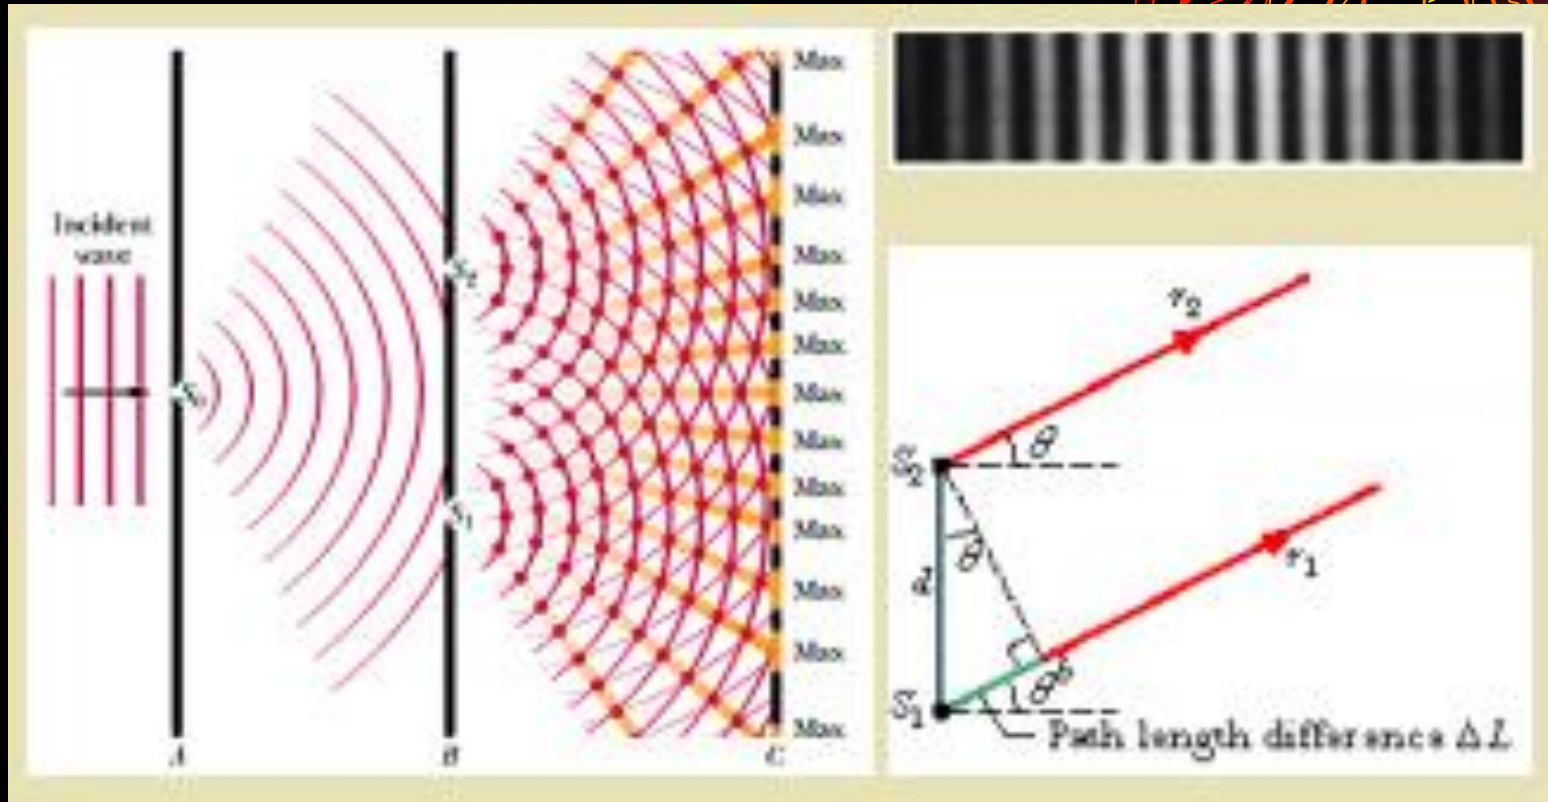 Incident
wave
S₀
S₂
S₁
A
B
C
Max
Max
Max
Max
Max
Max
Max
Max
Max
Max
Max
Max
Max
r₂
θ
S₂
θ
d
r₁
b
θ
S₁
Path length difference ΔL